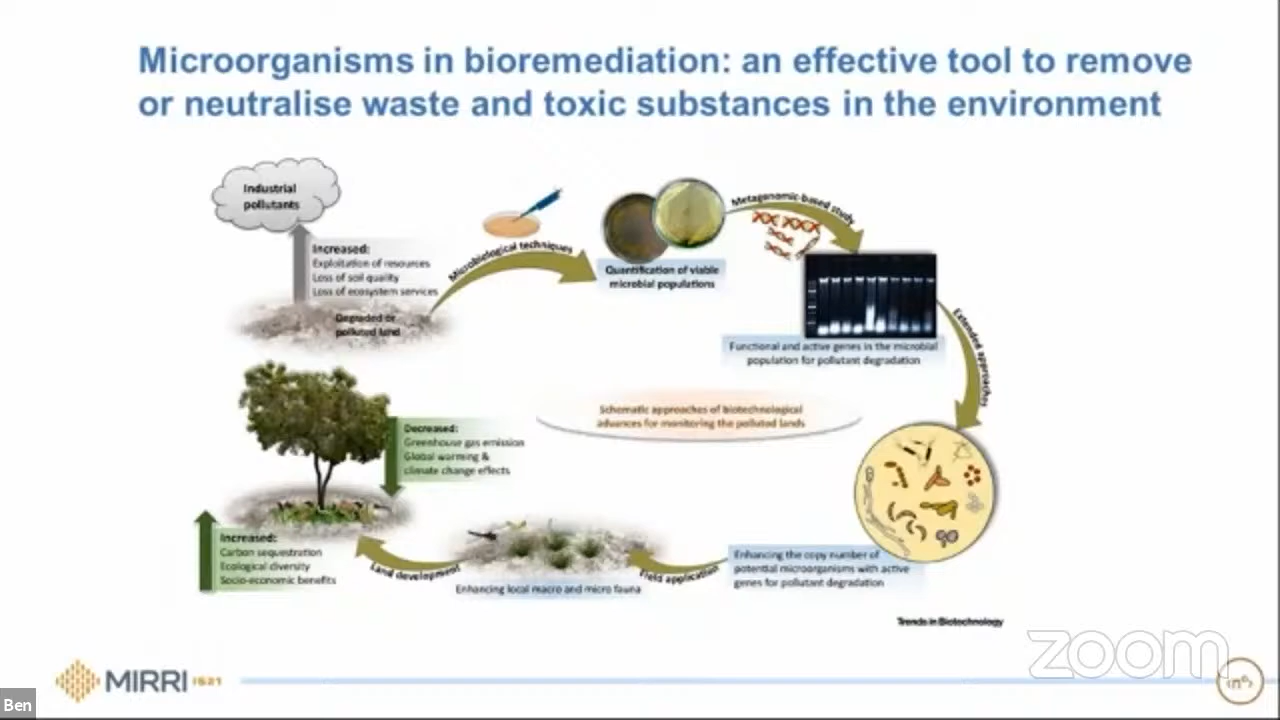 Microorganisms in bioremediation: an effective tool to remove
or neutralise waste and toxic substances in the environment
Industrial
pollutants
Increased:
Exploitation of resources
Loss of soil quality
Loss of ecosystem services
Degraded or
polluted land
Microbiological techniques
Quantification of viable
microbial populations
Metagenomic-based study
Functional and active genes in the microbial
population for pollutant degradation
Extended approaches
Schematic approaches of biotechnological
advances for monitoring the polluted lands
Decreased:
Greenhouse gas emission
Global warming &
climate change effects
Increased:
Carbon sequestration
Ecological diversity
Socio-economic benefits
Land development
Enhancing local macro and micro fauna
Field application
Enhancing the copy number of
potential microorganisms with active
genes for pollutant degradation
Trends in Biotechnology
zoom
MIRRI IS21
Ben